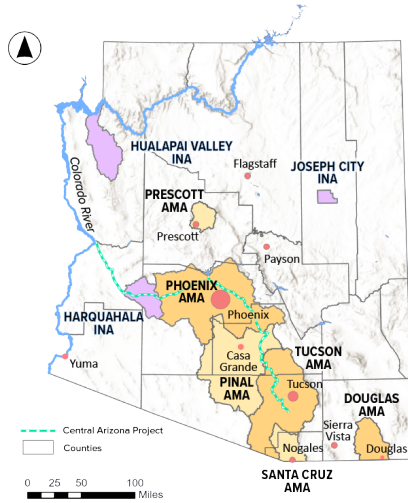 HUALAPAI VALLEY
INA
Flagstaff
JOSEPH CITY
INA
Colorado River
PRESCOTT
AMA
Prescott
Payson
PHOENIX
AMA
Phoenix
HARQUAHALA
INA
Yuma
Casa
Grande
PINAL
AMA
TUCSON
AMA
Tucson
DOUGLAS
AMA
Sierra
Vista
Nogales
Douglas
SANTA CRUZ
AMA
Central Arizona Project
Counties
0 25 50 100
Miles